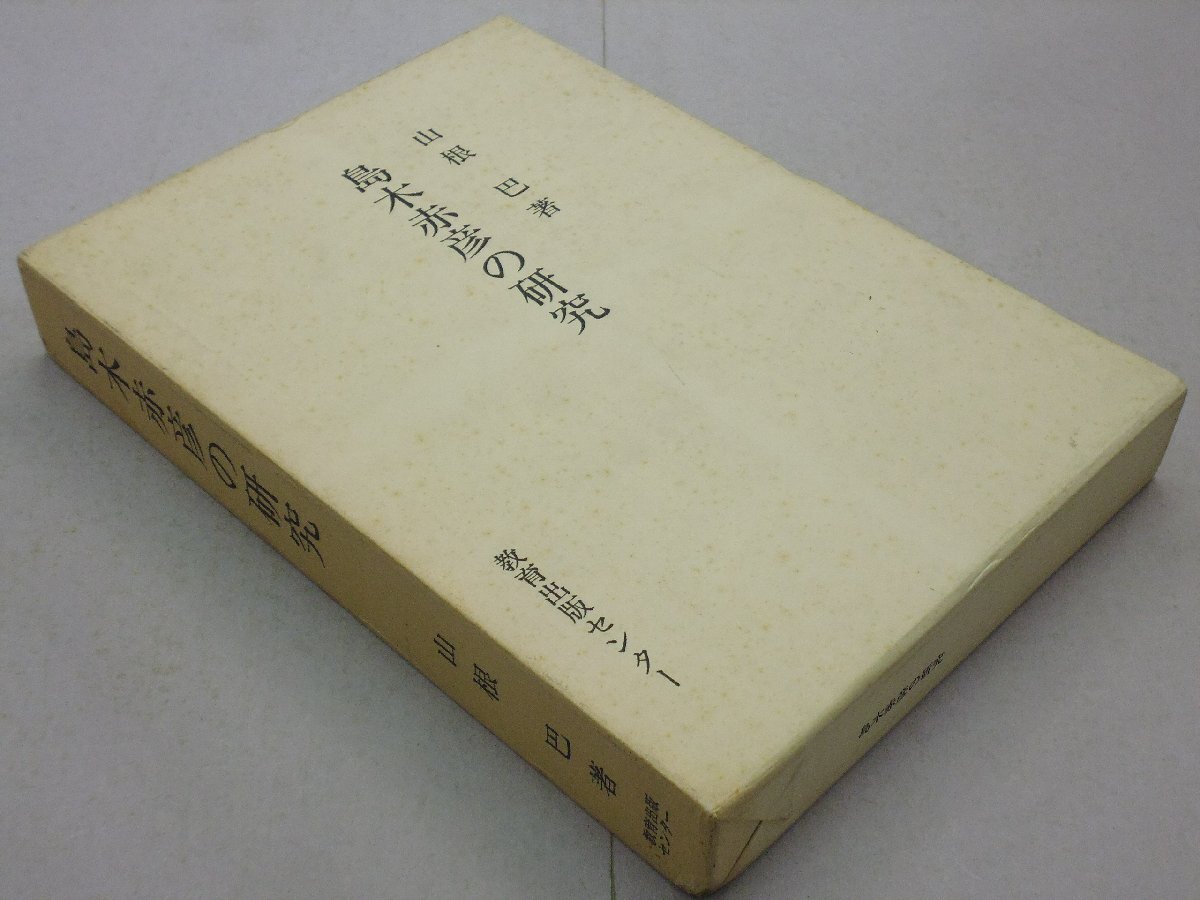 山根 巴著
島木赤彦の研究
教育出版センター
島木赤彦の研究
山根 巴著
教育出版
センター
島木赤彦の研究